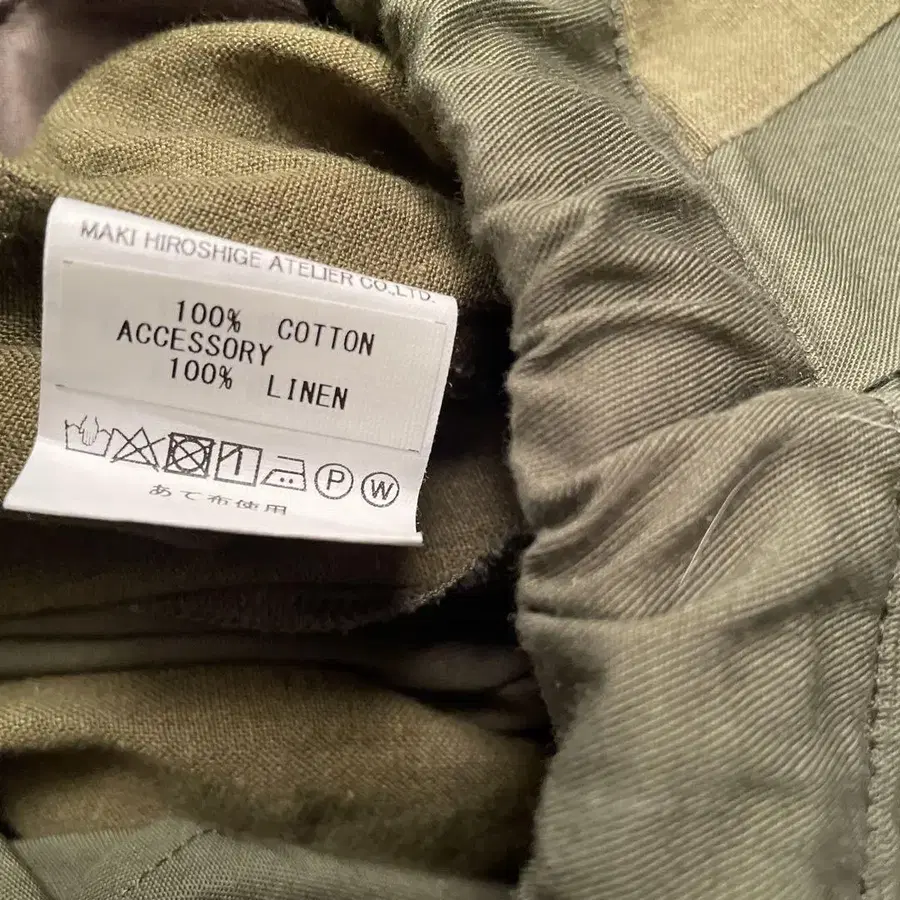 MAKI HIROSHIGE ATELIER CO.,LTD.
100% COTTON
ACCESSORY
100% LINEN
P W
あて布使用